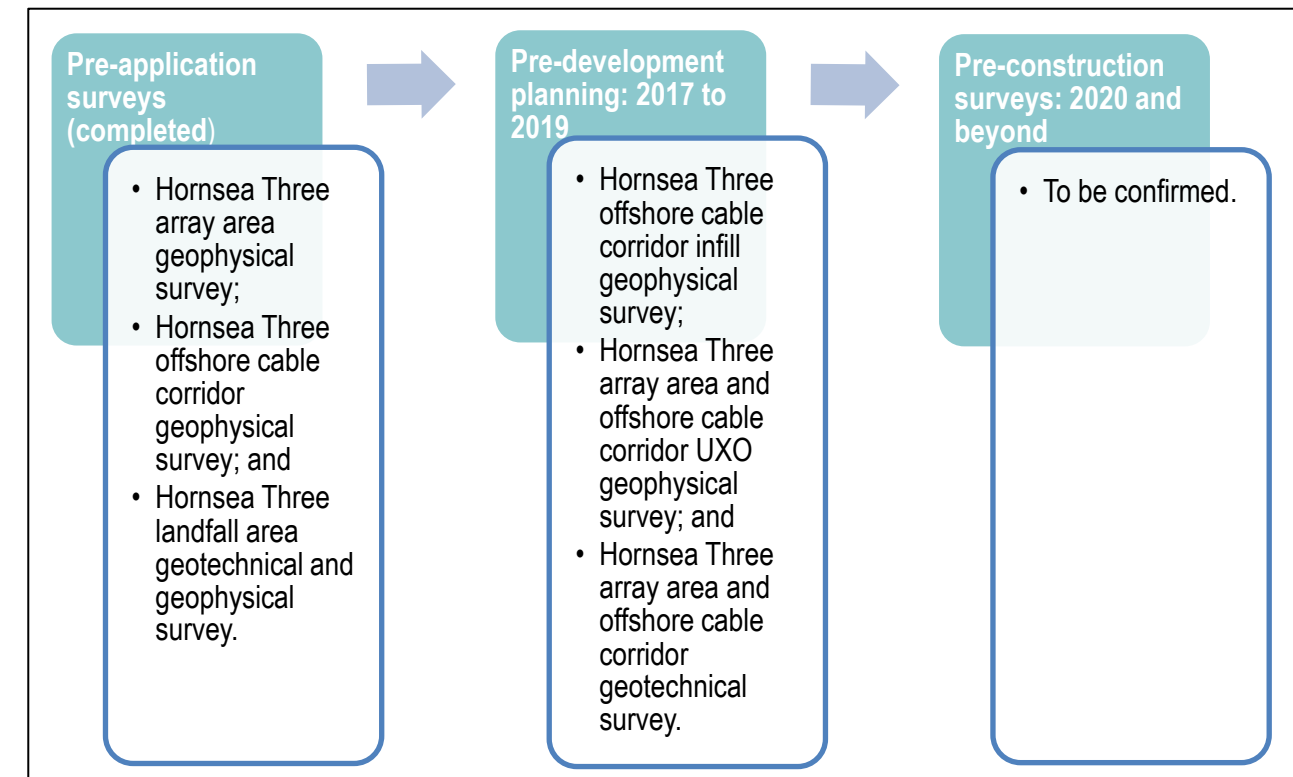 Pre-application
surveys
(completed)
• Hornsea Three
array area
geophysical
survey;
• Hornsea Three
offshore cable
corridor
geophysical
survey; and
• Hornsea Three
landfall area
geotechnical and
geophysical
survey.
Pre-development
planning: 2017 to
2019
• Hornsea Three
offshore cable
corridor infill
geophysical
survey;
• Hornsea Three
array area and
offshore cable
corridor UXO
geophysical
survey; and
• Hornsea Three
array area and
offshore cable
corridor
geotechnical
survey.
Pre-construction
surveys: 2020 and
beyond
• To be confirmed.